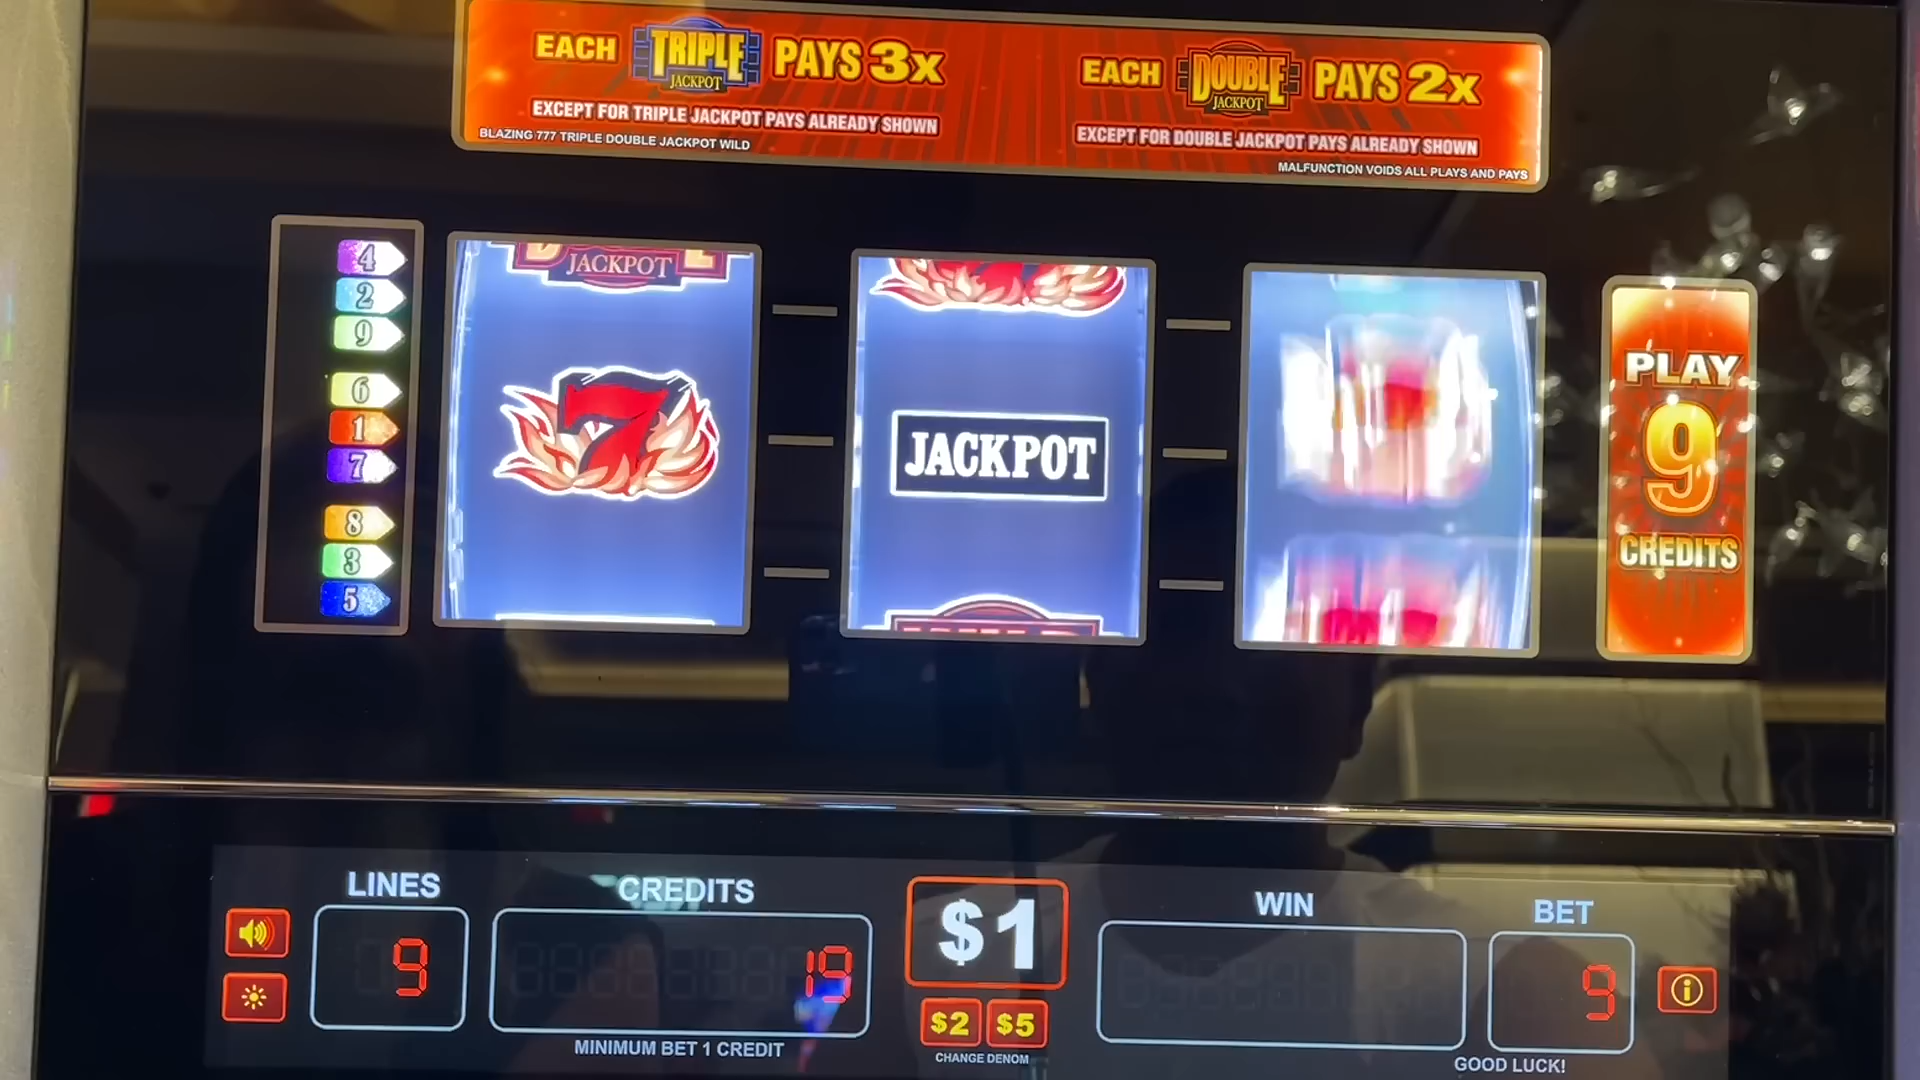 EACH TRIPLE JACKPOT PAYS 3x
EXCEPT FOR TRIPLE JACKPOT PAYS ALREADY SHOWN
BLAZING 777 TRIPLE DOUBLE JACKPOT WILD
EACH DOUBLE JACKPOT PAYS 2x
EXCEPT FOR DOUBLE JACKPOT PAYS ALREADY SHOWN
MALFUNCTION VOIDS ALL PLAYS AND PAYS
4
2
9
6
1
7
8
3
5
JACKPOT
7
JACKPOT
PLAY
9
CREDITS
LINES
9
CREDITS
19
MINIMUM BET 1 CREDIT
$1
$2 $5
CHANGE DENOM
WIN
BET
9
GOOD LUCK!